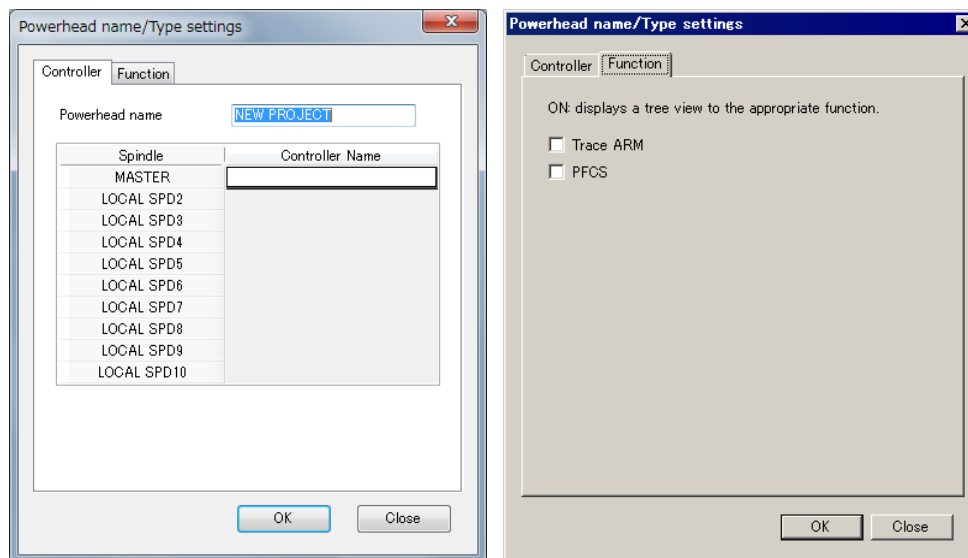 Powerhead name/Type settings
Controller Function
Powerhead name NEW PROJECT
Spindle Controller Name
MASTER
LOCAL SPD2
LOCAL SPD3
LOCAL SPD4
LOCAL SPD5
LOCAL SPD6
LOCAL SPD7
LOCAL SPD8
LOCAL SPD9
LOCAL SPD10
OK Close
Powerhead name/Type settings
Controller Function
ON: displays a tree view to the appropriate function.
Trace ARM
PFCS
OK Close